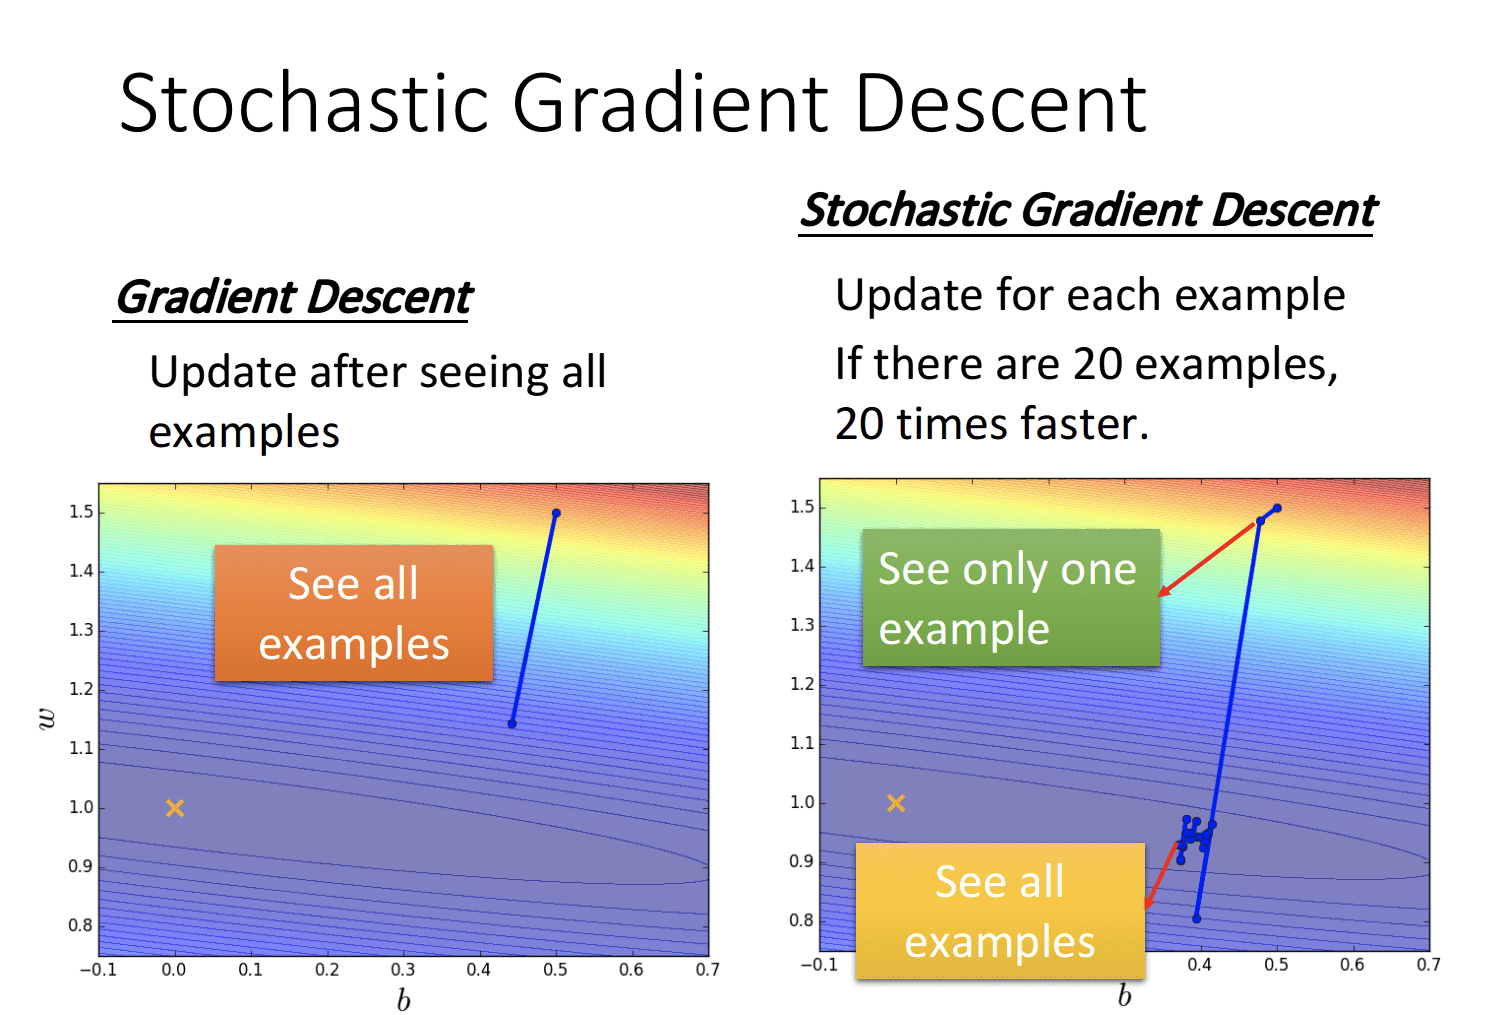 Stochastic Gradient Descent
Gradient Descent
Update after seeing all
examples
Stochastic Gradient Descent
Update for each example
If there are 20 examples,
20 times faster.
See all
examples
1.5
1.4
1.3
1.2
1.1
1.0
0.9
0.8
w
−0.1 0.0 0.1 0.2 0.3 0.4 0.5 0.6 0.7
b
See only one
example
See all
examples
1.5
1.4
1.3
1.2
1.1
1.0
0.9
0.8
−0.1 0.4 0.5 0.6 0.7
b